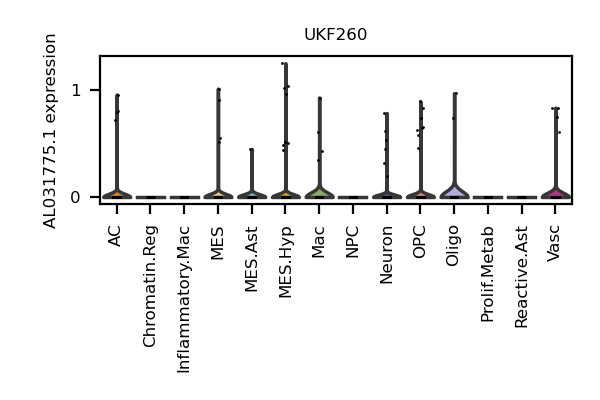 UKF260
AL031775.1 expression
1
0
AC
Chromatin.Reg
Inflammatory.Mac
MES
MES.Ast
MES.Hyp
Mac
NPC
Neuron
OPC
Oligo
Prolif.Metab
Reactive.Ast
Vasc